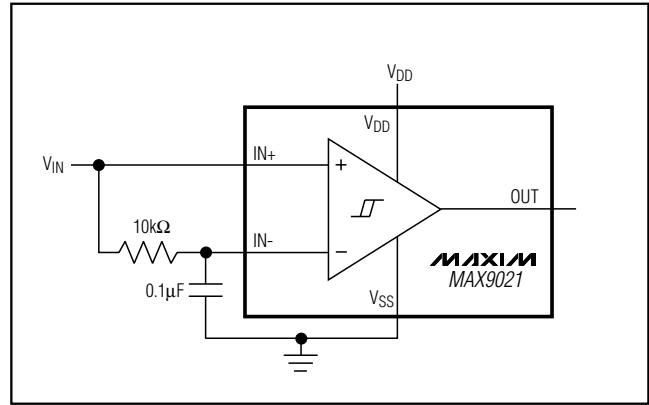 VDD
VDD
VIN
IN+
+
OUT
10kΩ
IN-
−
MAXIM
MAX9021
0.1µF
VSS